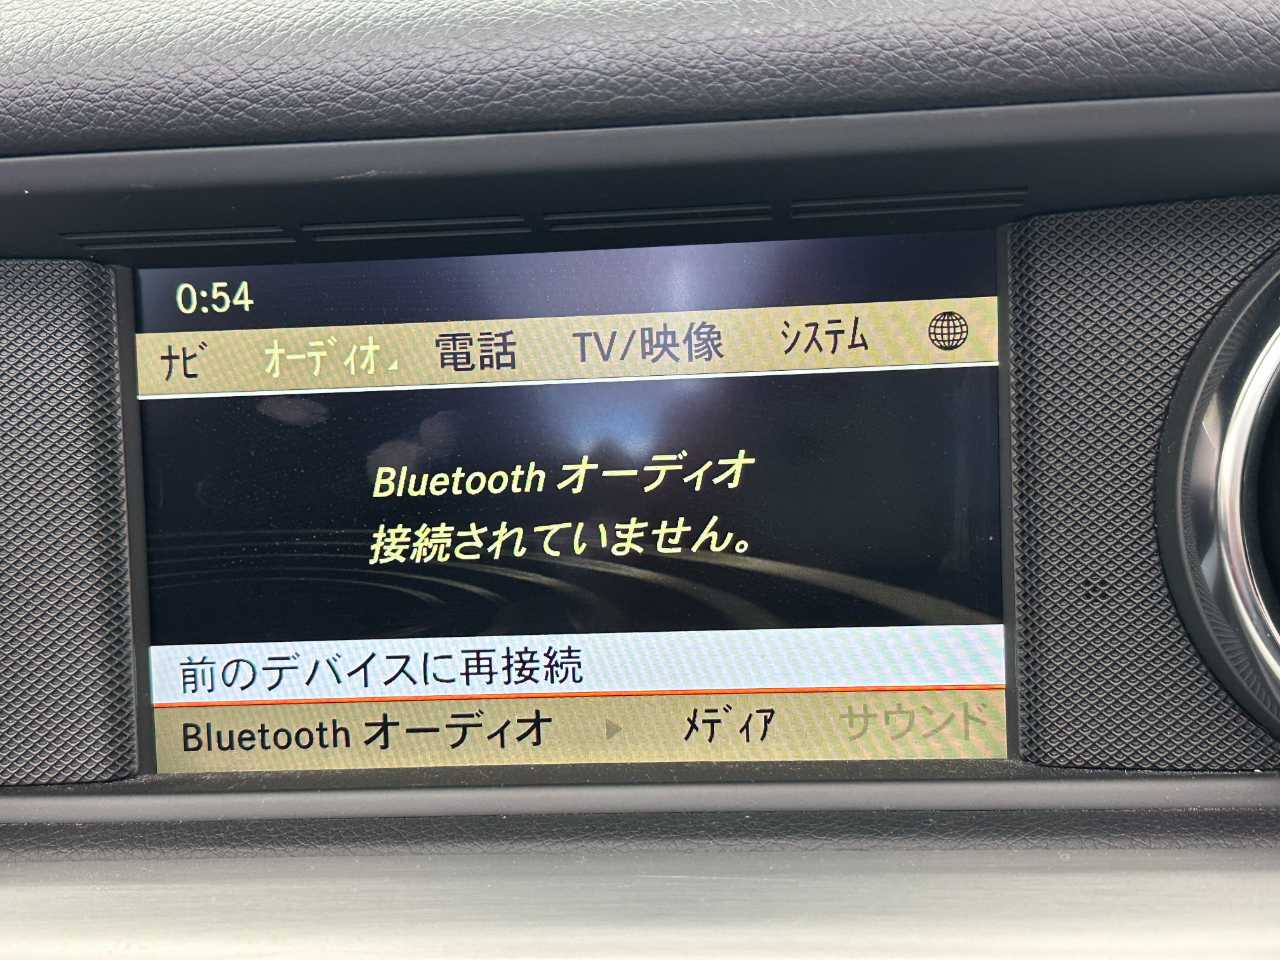 0:54
ﾅﾋﾞ ｵｰﾃﾞｨｵ 電話 TV/映像 ｼｽﾃﾑ
Bluetooth オーディオ
接続されていません。
前のデバイスに再接続
Bluetooth オーディオ ﾒﾃﾞｨｱ サウンド